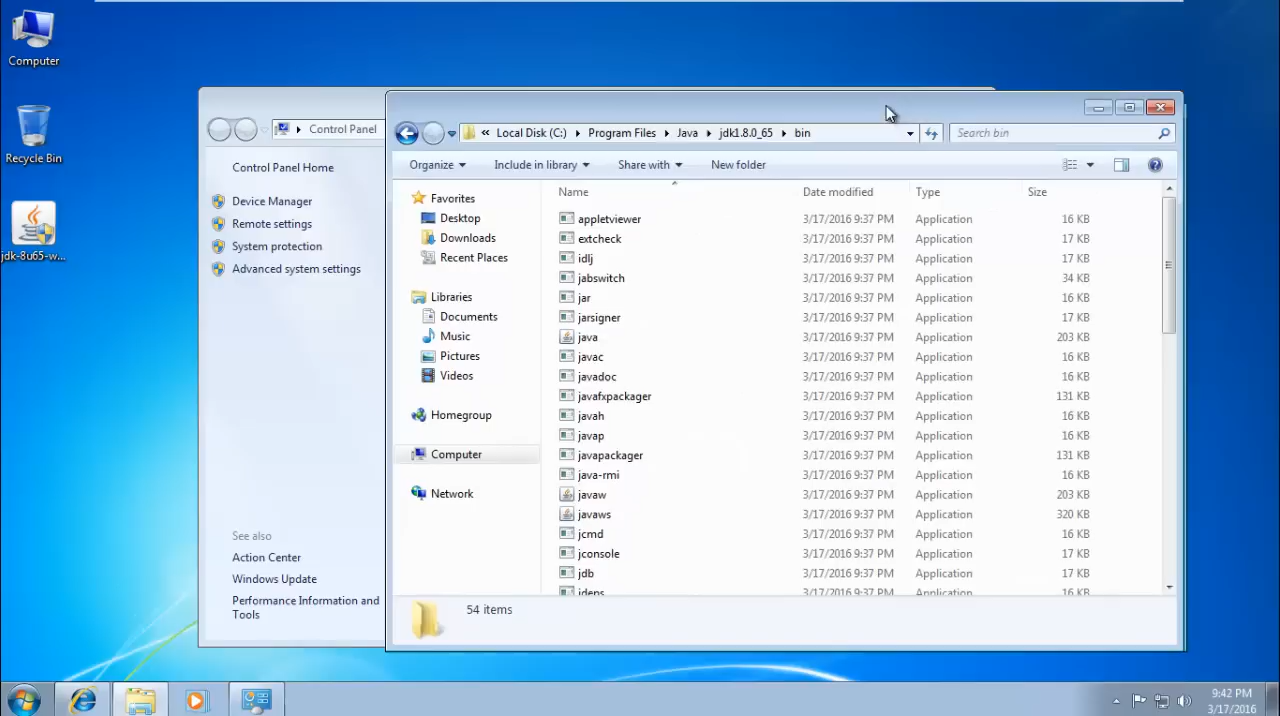 Computer
Recycle Bin
jdk-8u65-w...
Control Panel
Control Panel Home
Device Manager
Remote settings
System protection
Advanced system settings
See also
Action Center
Windows Update
Performance Information and
Tools
« Local Disk (C:) Program Files Java jdk1.8.0_65 bin
Search bin
Organize Include in library Share with New folder
Favorites
Desktop
Downloads
Recent Places
Libraries
Documents
Music
Pictures
Videos
Homegroup
Computer
Network
Name Date modified Type Size
appletviewer 3/17/2016 9:37 PM Application 16 KB
extcheck 3/17/2016 9:37 PM Application 17 KB
idlj 3/17/2016 9:37 PM Application 17 KB
jabswitch 3/17/2016 9:37 PM Application 34 KB
jar 3/17/2016 9:37 PM Application 16 KB
jarsigner 3/17/2016 9:37 PM Application 17 KB
java 3/17/2016 9:37 PM Application 203 KB
javac 3/17/2016 9:37 PM Application 16 KB
javadoc 3/17/2016 9:37 PM Application 16 KB
javafxpackager 3/17/2016 9:37 PM Application 131 KB
javah 3/17/2016 9:37 PM Application 16 KB
javap 3/17/2016 9:37 PM Application 16 KB
javapackager 3/17/2016 9:37 PM Application 131 KB
java-rmi 3/17/2016 9:37 PM Application 16 KB
javaw 3/17/2016 9:37 PM Application 203 KB
javaws 3/17/2016 9:37 PM Application 320 KB
jcmd 3/17/2016 9:37 PM Application 16 KB
jconsole 3/17/2016 9:37 PM Application 17 KB
jdb 3/17/2016 9:37 PM Application 17 KB
jdeps 3/17/2016 9:37 PM Application 16 KB
54 items
9:42 PM
3/17/2016